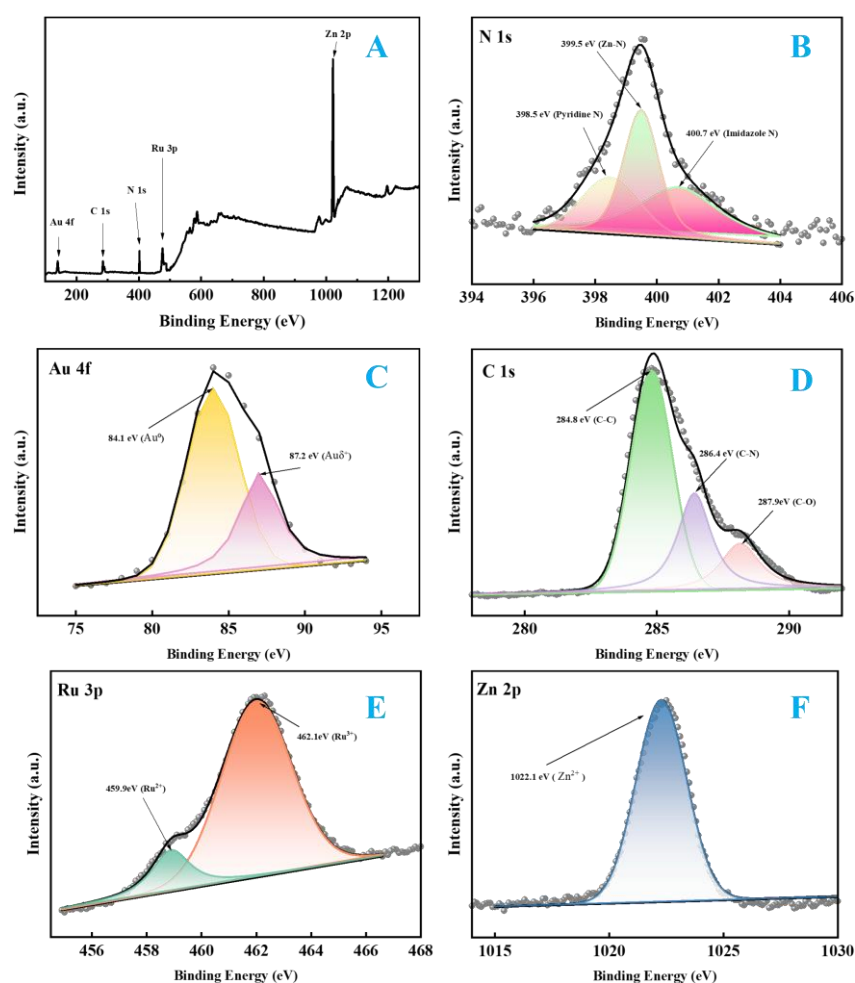 A
Zn 2p
Ru 3p
N 1s
C 1s
Au 4f
Intensity (a.u.)
200 400 600 800 1000 1200
Binding Energy (eV)
N 1s
B
399.5 eV (Zn-N)
398.5 eV (Pyridine N)
400.7 eV (Imidazole N)
Intensity (a.u.)
394 396 398 400 402 404 406
Binding Energy (eV)
Au 4f
C
84.1 eV (Au⁰)
87.2 eV (Auδ⁺)
Intensity (a.u.)
75 80 85 90 95
Binding Energy (eV)
C 1s
D
284.8 eV (C-C)
286.4 eV (C-N)
287.9eV (C-O)
Intensity (a.u.)
280 285 290
Binding Energy (eV)
Ru 3p
E
462.1eV (Ru³⁺)
459.9eV (Ru²⁺)
Intensity (a.u.)
456 458 460 462 464 466 468
Binding Energy (eV)
Zn 2p
F
1022.1 eV ( Zn²⁺ )
Intensity (a.u.)
1015 1020 1025 1030
Binding Energy (eV)